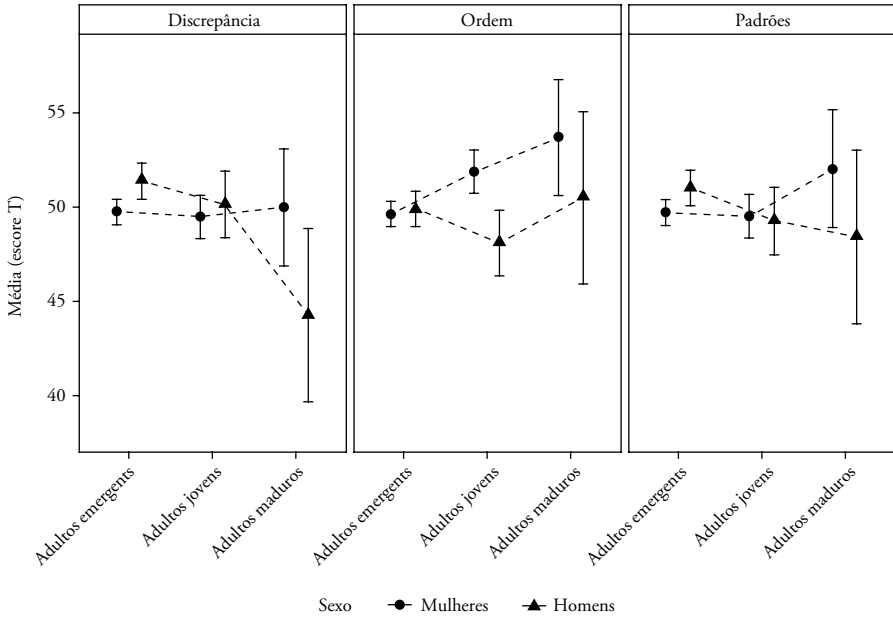 Discrepância
Ordem
Padrões
Média (escore T)
55
50
45
40
Adultos emergents
Adultos jovens
Adultos maduros
Adultos emergents
Adultos jovens
Adultos maduros
Adultos emergents
Adultos jovens
Adultos maduros
Sexo Mulheres Homens